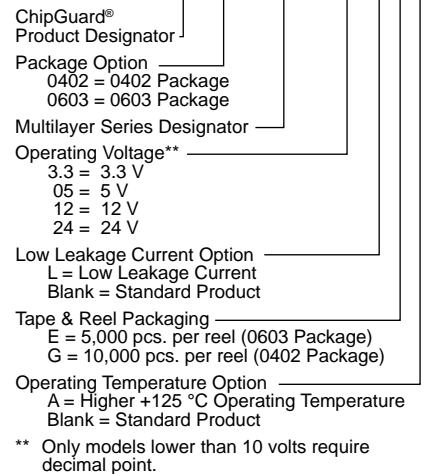 ChipGuard®
Product Designator
Package Option
0402 = 0402 Package
0603 = 0603 Package
Multilayer Series Designator
Operating Voltage**
3.3 = 3.3 V
05 = 5 V
12 = 12 V
24 = 24 V
Low Leakage Current Option
L = Low Leakage Current
Blank = Standard Product
Tape & Reel Packaging
E = 5,000 pcs. per reel (0603 Package)
G = 10,000 pcs. per reel (0402 Package)
Operating Temperature Option
A = Higher +125 °C Operating Temperature
Blank = Standard Product
** Only models lower than 10 volts require
decimal point.